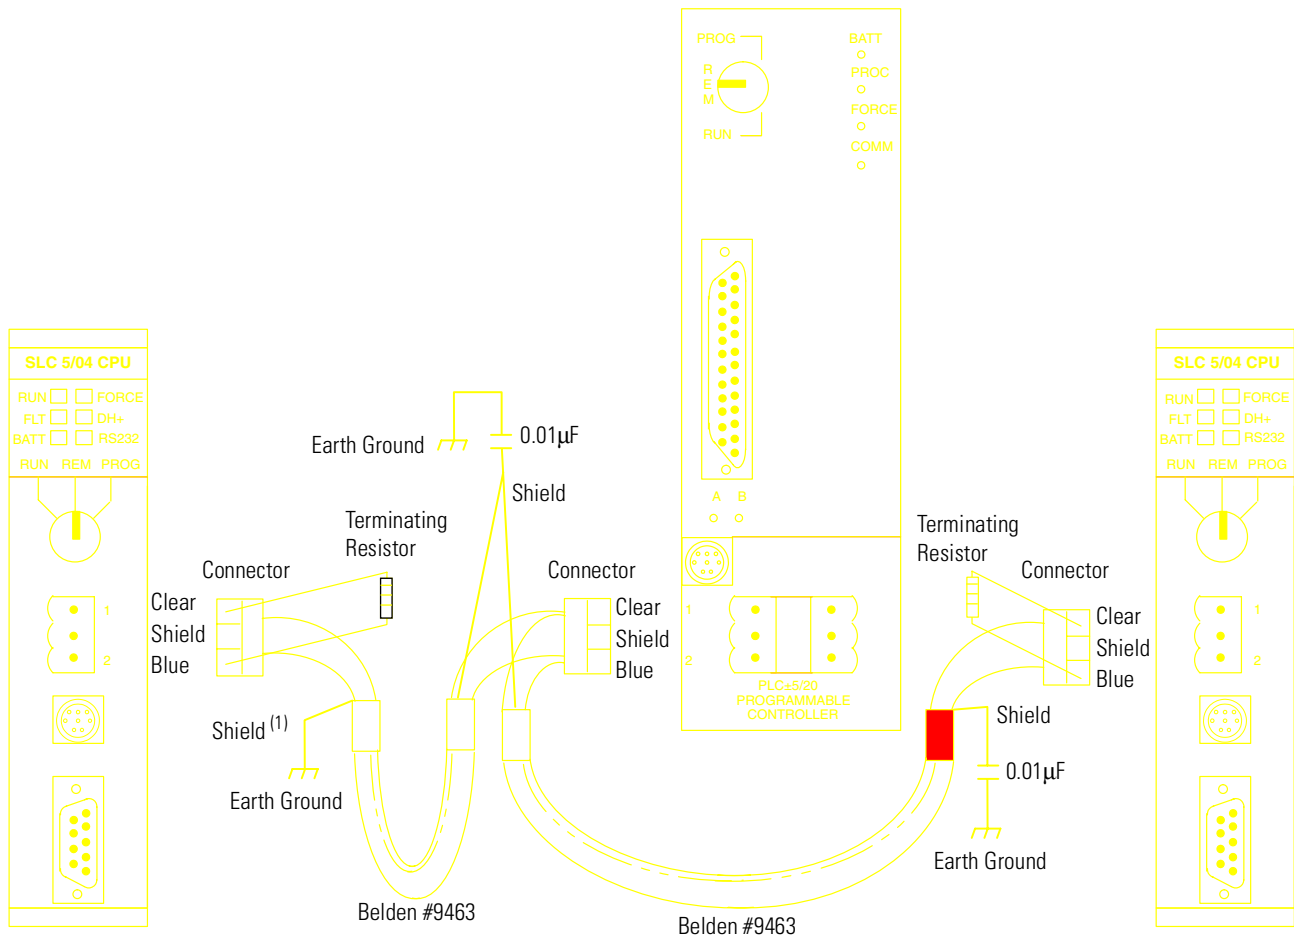 PROG
R
E
M
RUN
BATT
PROC
FORCE
COMM
A B
1
2
PLC±5/20
PROGRAMMABLE
CONTROLLER
SLC 5/04 CPU
RUN FORCE
FLT DH+
BATT RS232
RUN REM PROG
1
2
Earth Ground
0.01µF
Shield
Terminating
Resistor
Connector
Clear
Shield
Blue
Shield (1)
Earth Ground
Belden #9463
Connector
Clear
Shield
Blue
Belden #9463
Terminating
Resistor
Connector
Clear
Shield
Blue
Shield
0.01µF
Earth Ground
SLC 5/04 CPU
RUN FORCE
FLT DH+
BATT RS232
RUN REM PROG
1
2